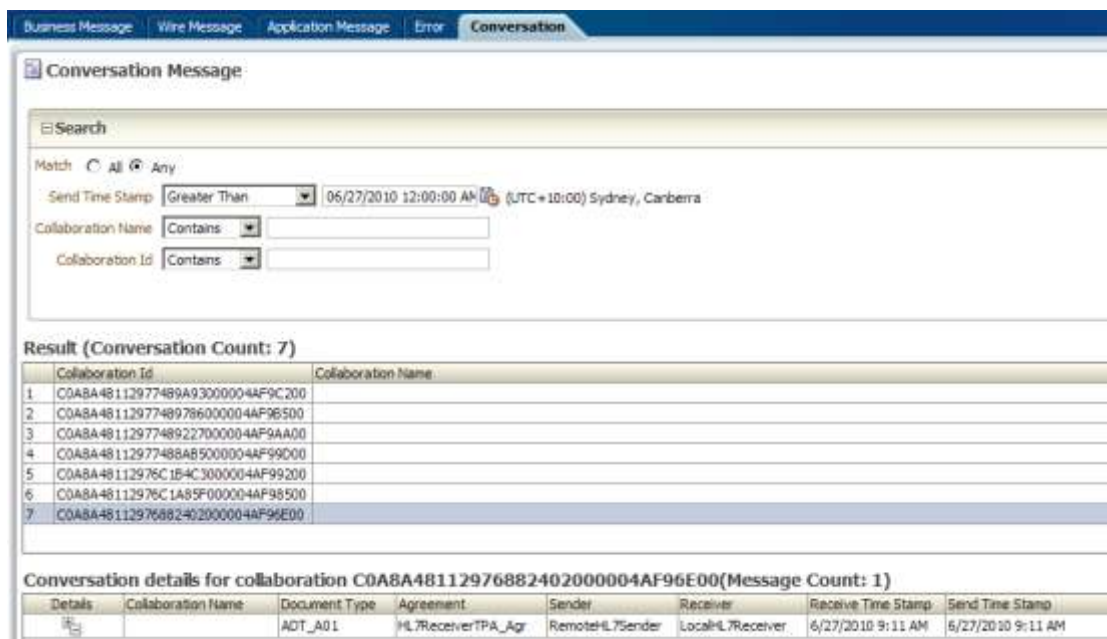 Business Message Wire Message Application Message Error Conversation
Conversation Message
Search
Match All Any
Send Time Stamp Greater Than 06/27/2010 12:00:00 AM (UTC+10:00) Sydney, Canberra
Collaboration Name Contains
Collaboration Id Contains
Result (Conversation Count: 7)
Collaboration Id Collaboration Name
1 C0A8A48112977489A93000004AF9C200
2 C0A8A481129774897B6000004AF9B500
3 C0A8A48112977489227000004AF9AA00
4 C0A8A48112977488AB5000004AF99D00
5 C0A8A48112976C1B4C3000004AF99200
6 C0A8A48112976C1A85F000004AF98500
7 C0A8A48112976882402000004AF96E00
Conversation details for collaboration C0A8A48112976882402000004AF96E00(Message Count: 1)
Details Collaboration Name Document Type Agreement Sender Receiver Receive Time Stamp Send Time Stamp
ADT_A01 HL7ReceiverTPA_Agr RemoteHL7Sender LocalHL7Receiver 6/27/2010 9:11 AM 6/27/2010 9:11 AM